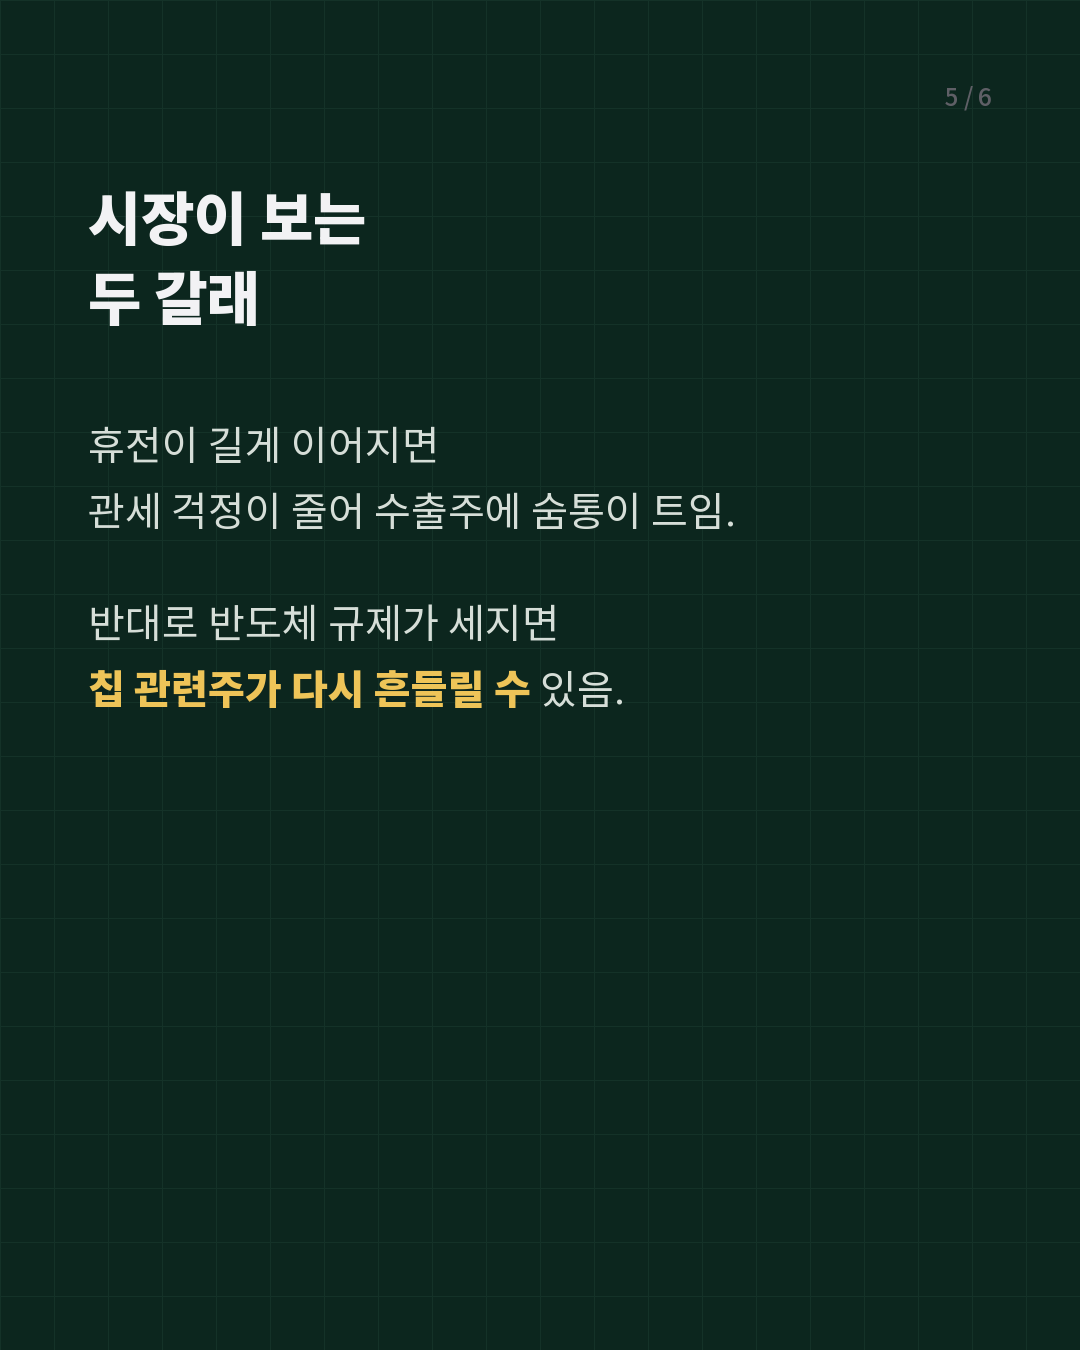 5 / 6
시장이 보는
두 갈래
휴전이 길게 이어지면
관세 걱정이 줄어 수출주에 숨통이 트임.
반대로 반도체 규제가 세지면
칩 관련주가 다시 흔들릴 수 있음.